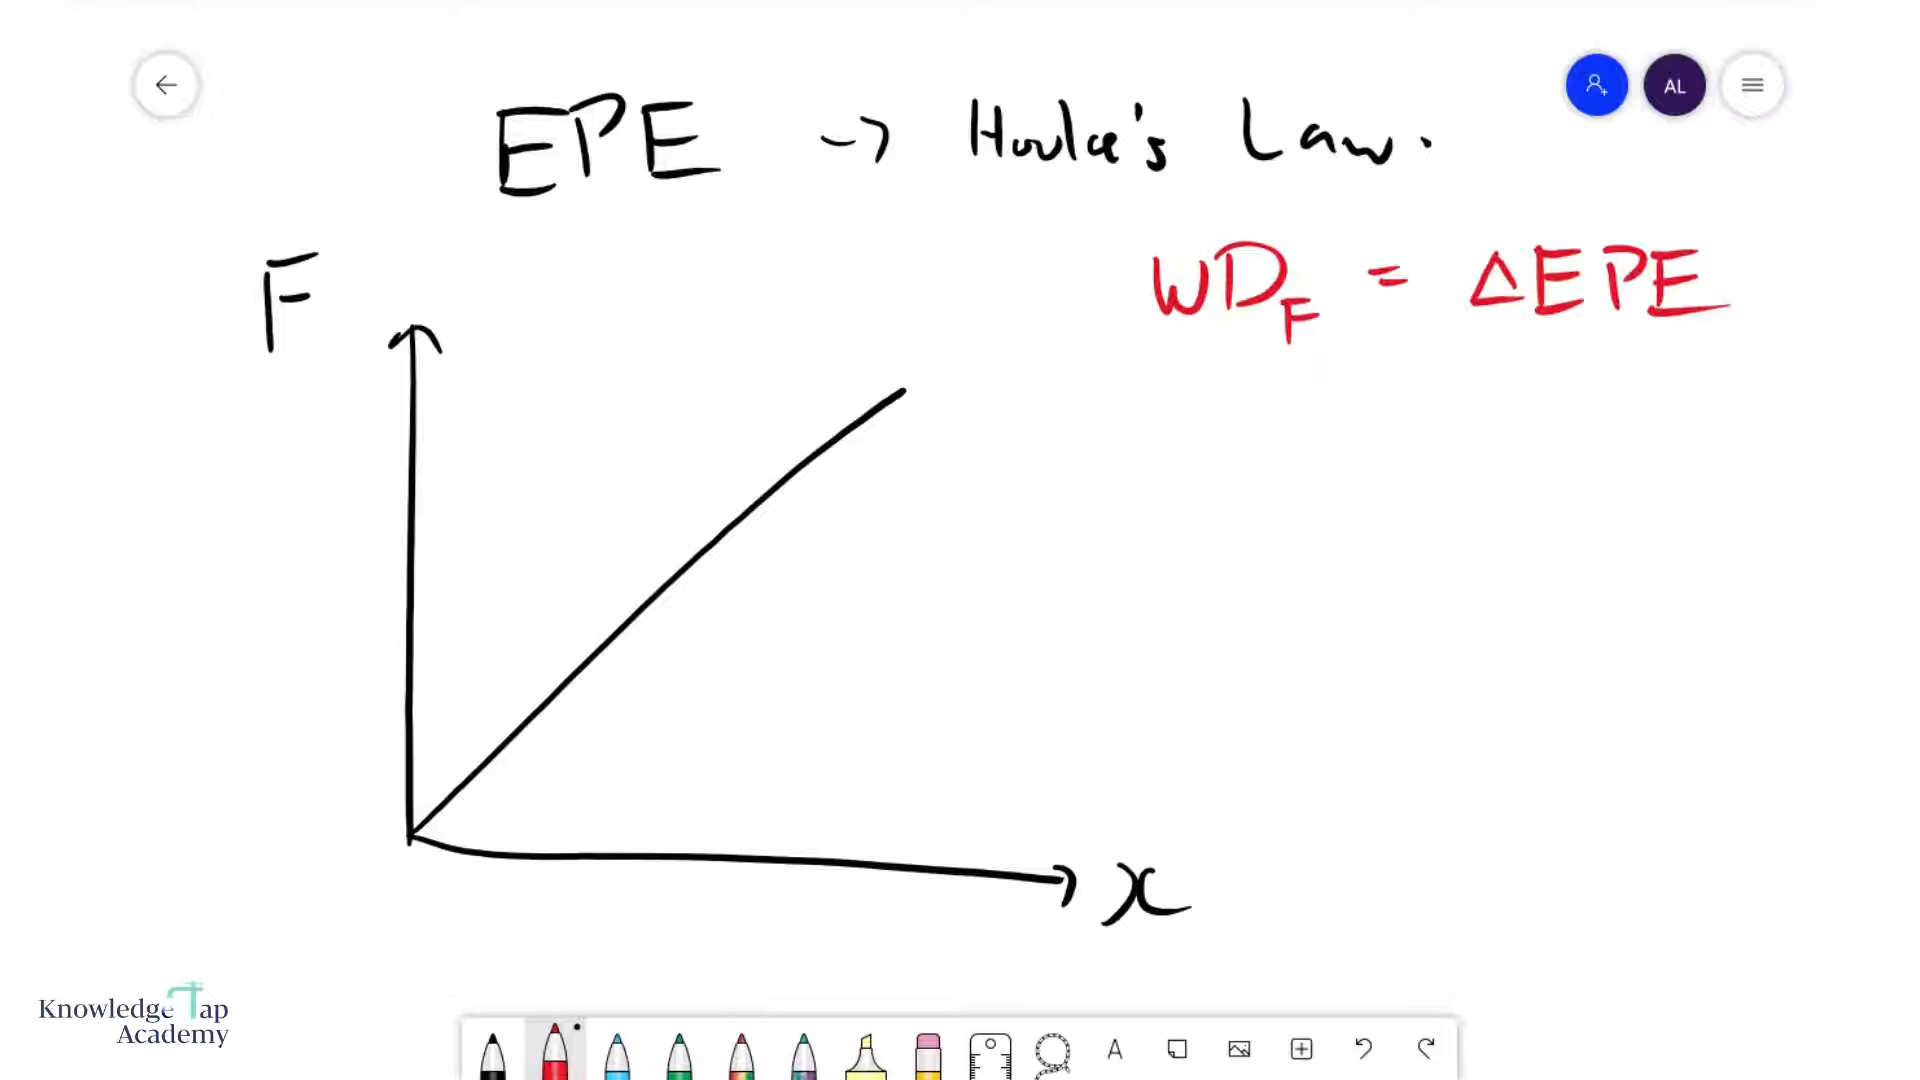 AL
EPE → Hooke's Law.
F
WD_F = ΔEPE
x
Knowledge Tap
Academy
A